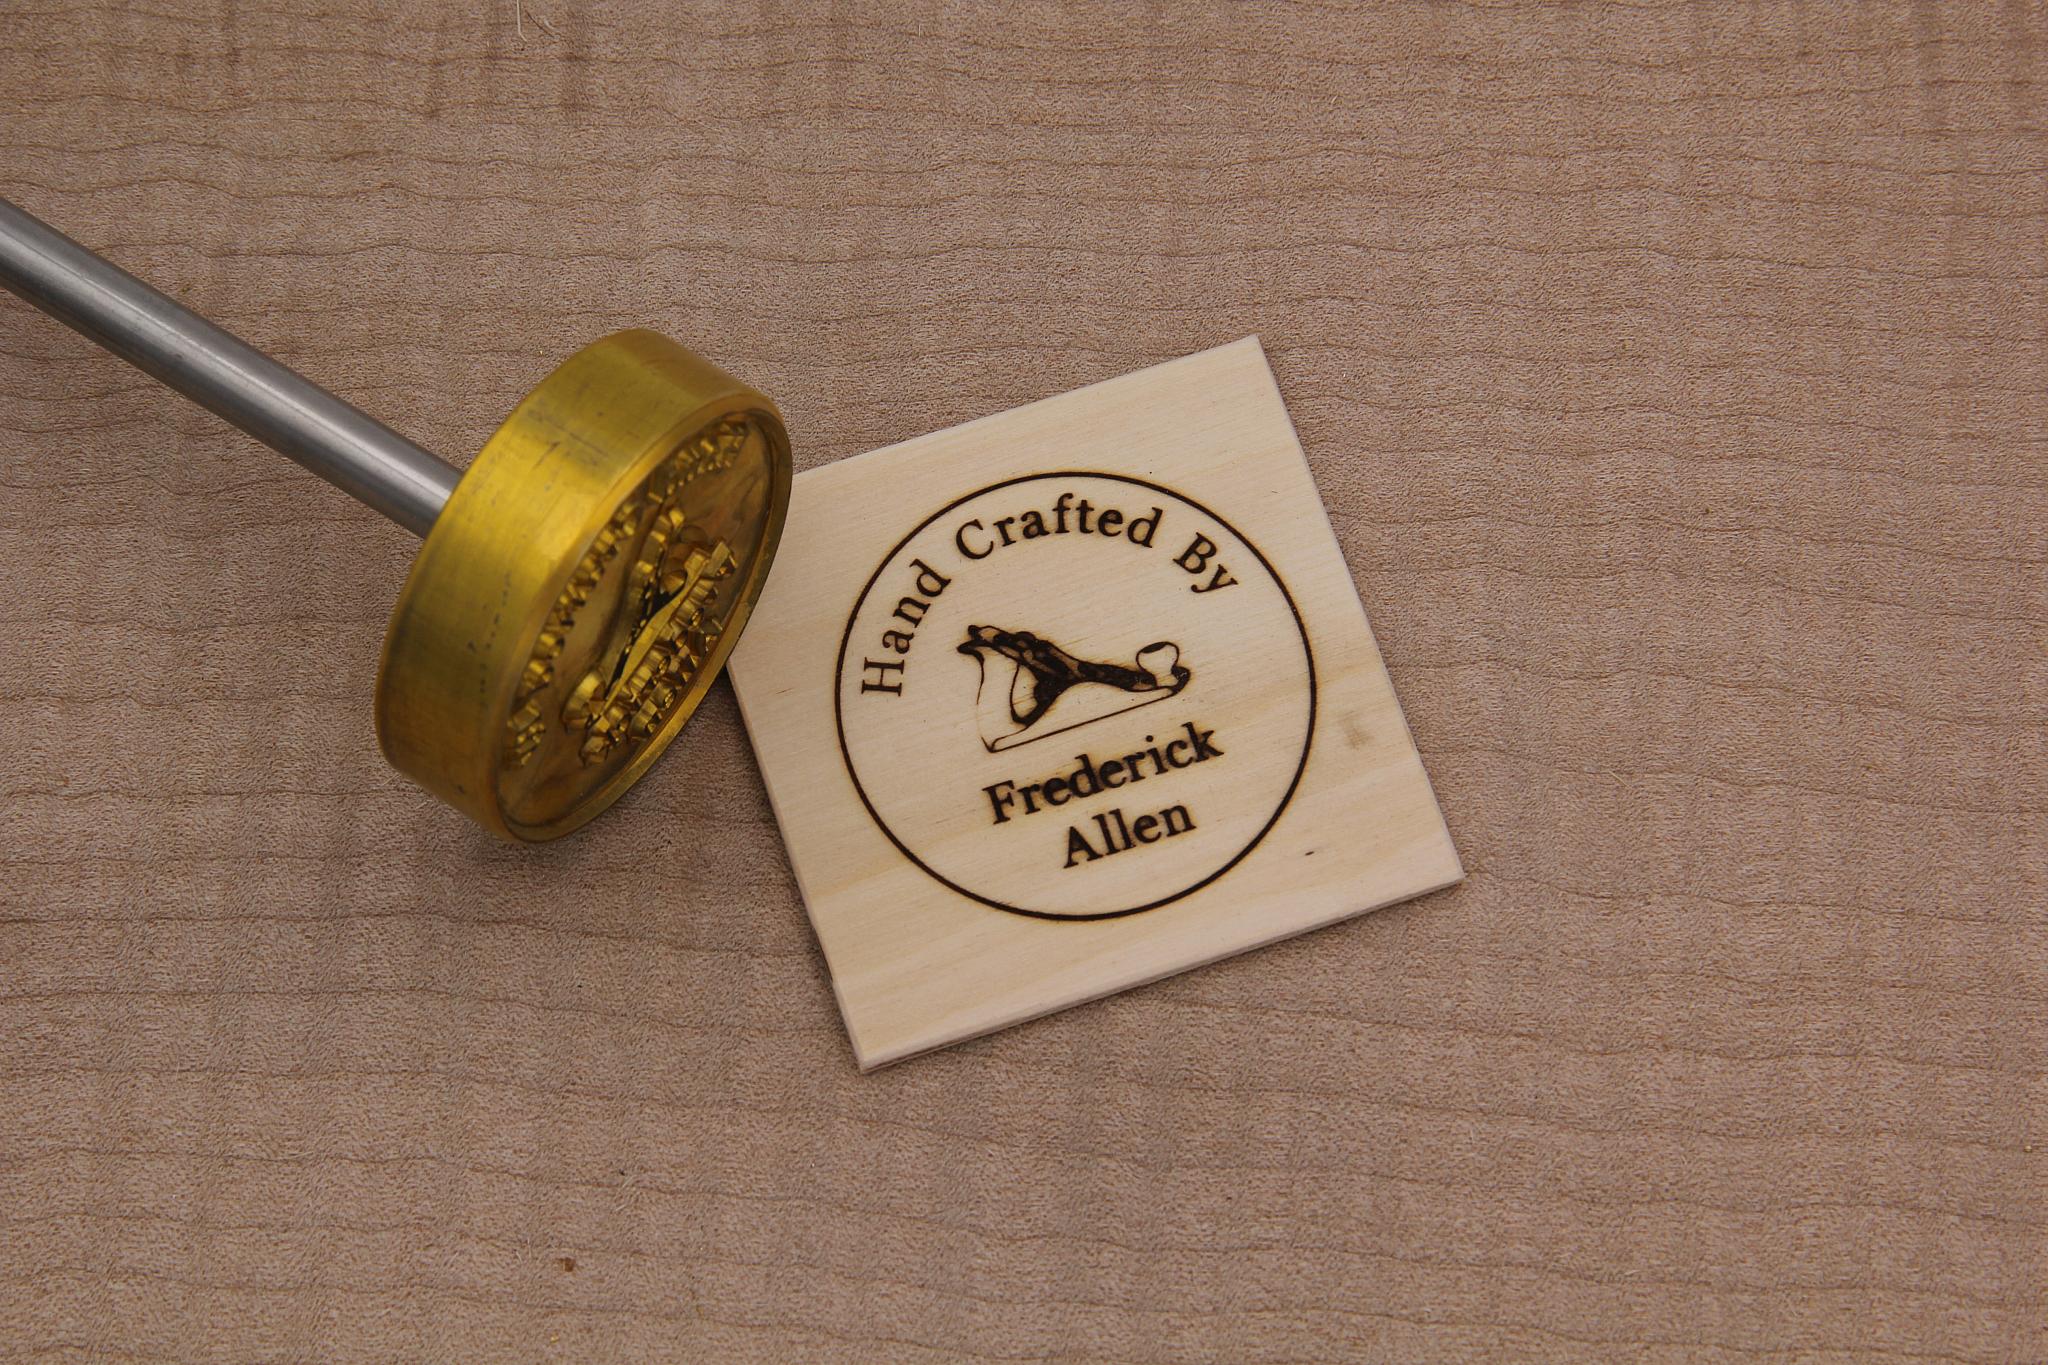 Hand Crafted By
Frederick
Allen